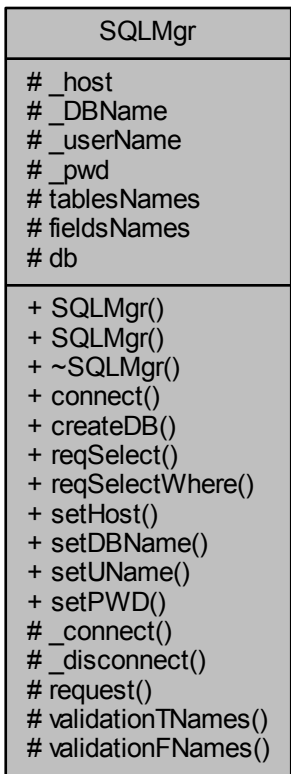 SQLMgr
# _host
# _DBName
# _userName
# _pwd
# tablesNames
# fieldsNames
# db
+ SQLMgr()
+ SQLMgr()
+ ~SQLMgr()
+ connect()
+ createDB()
+ reqSelect()
+ reqSelectWhere()
+ setHost()
+ setDBName()
+ setUName()
+ setPWD()
# _connect()
# _disconnect()
# request()
# validationTNames()
# validationFNames()